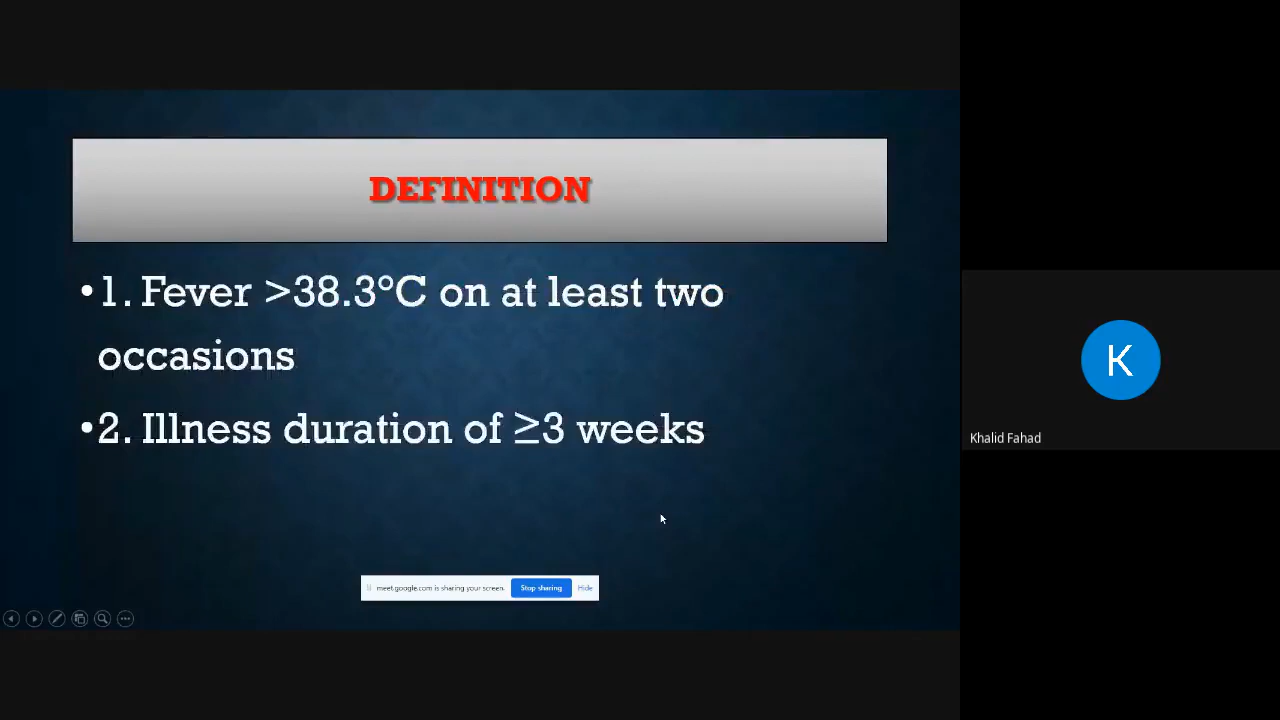 DEFINITION
•1. Fever >38.3°C on at least two
occasions
•2. Illness duration of ≥3 weeks
meet.google.com is sharing your screen.
Stop sharing
Hide
K
Khalid Fahad